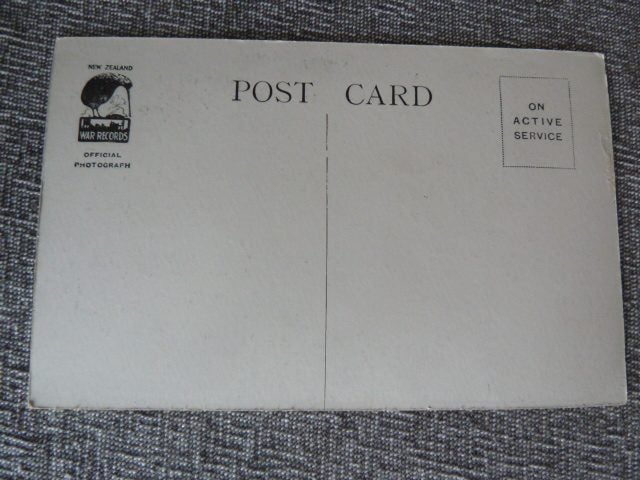 NEW ZEALAND
WAR RECORDS
OFFICIAL
PHOTOGRAPH
POST CARD
ON
ACTIVE
SERVICE